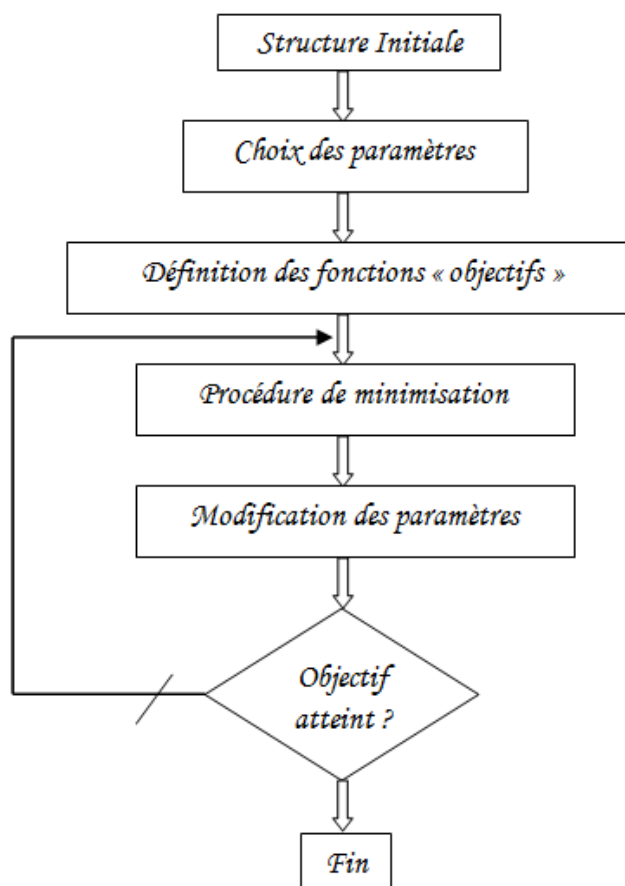 Structure Initiale
Choix des paramètres
Définition des fonctions « objectifs »
Procédure de minimisation
Modification des paramètres
Objectif
atteint ?
Fin